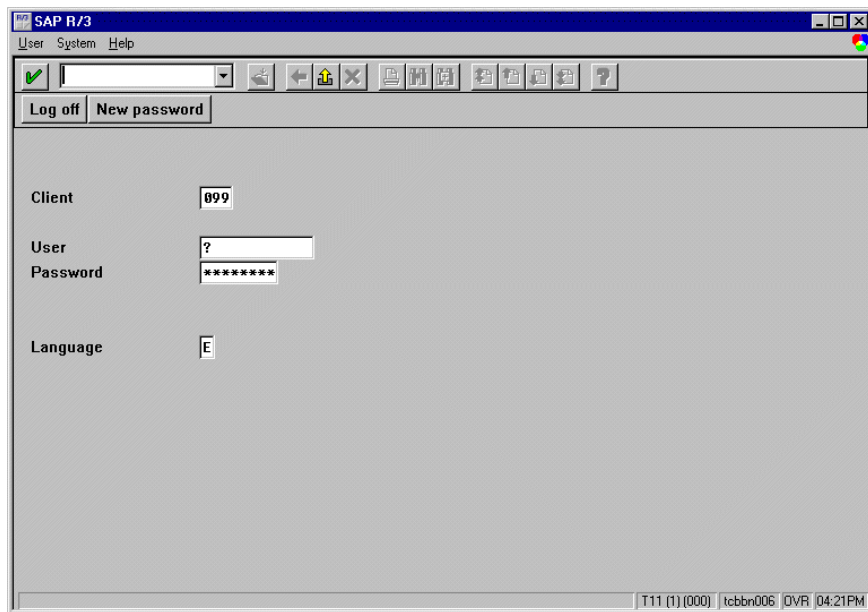 R/3 SAP R/3
User System Help
Log off New password
Client 099
User ?
Password ********
Language E
T11 (1) (000) tcbbn006 OVR 04:21PM